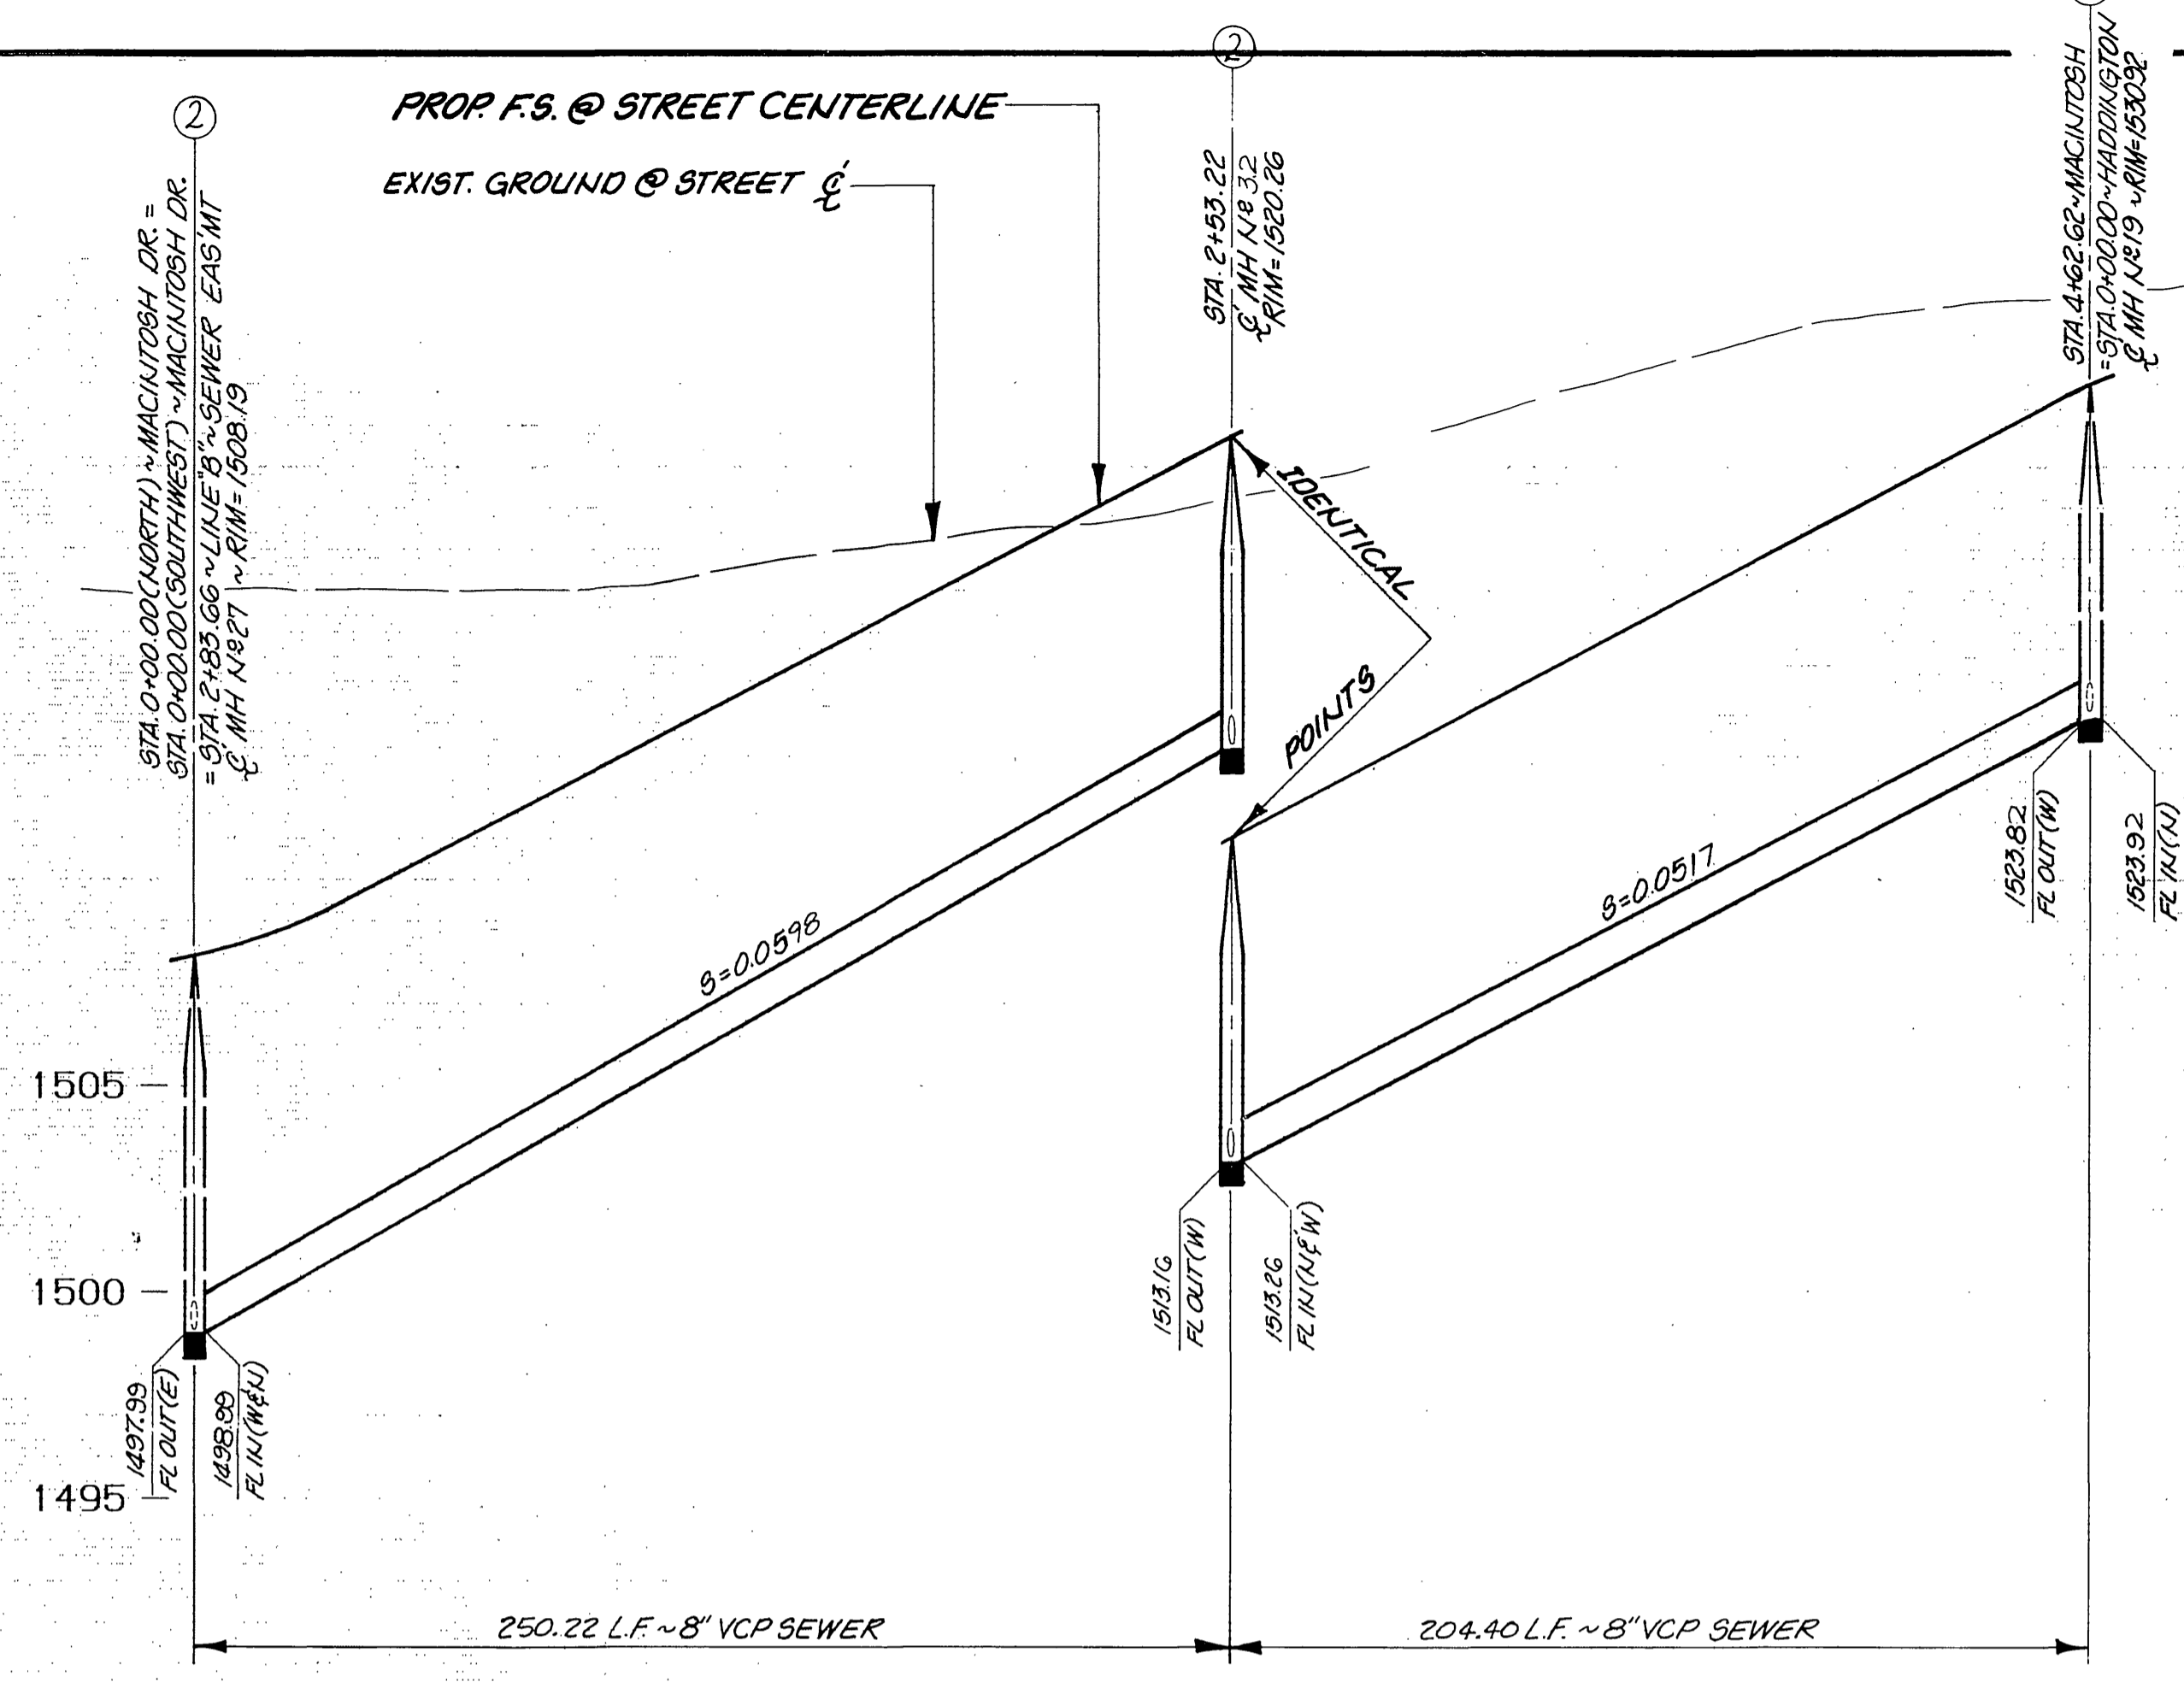 2
PROP. F.S. @ STREET CENTERLINE
EXIST. GROUND @ STREET ℄
STA. 0+00.00 (NORTH) ~ MACINTOSH DR. =
STA. 0+00.00 (SOUTHWEST) ~ MACINTOSH DR.
= STA. 2+83.66 ~ LINE "B" ~ SEWER EAS'MT
℄ MH Nº 27 ~ RIM = 1508.19
2
STA. 2+53.22
℄ MH Nº 32
RIM = 1520.26
STA. 4+62.62 ~ MACINTOSH
= STA. 0+00.00 ~ HADDINGTON
℄ MH Nº 19 ~ RIM = 1530.92
IDENTICAL
POINTS
S=0.0598
S=0.0517
1505
1500
1495
1497.99
FL OUT (E)
1498.99
FL IN (W&N)
1513.16
FL OUT (W)
1513.26
FL IN (N&W)
1523.82
FL OUT (W)
1523.92
FL IN (N)
250.22 L.F. ~ 8" VCP SEWER
204.40 L.F. ~ 8" VCP SEWER